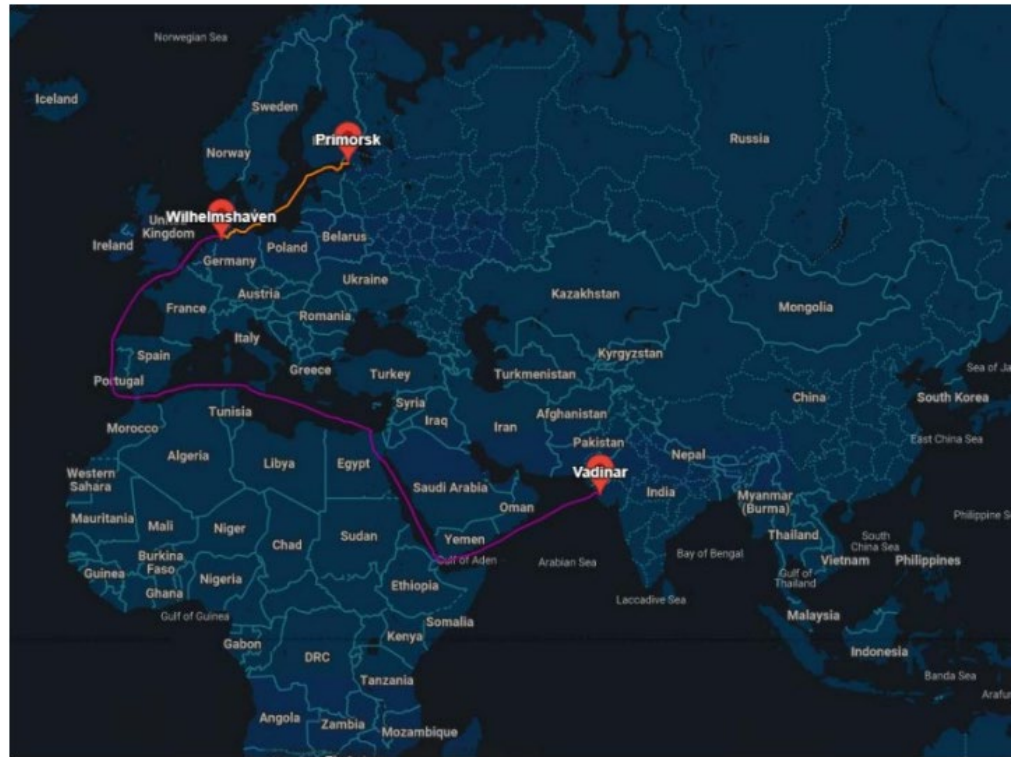 Norwegian Sea
Iceland
Sweden
Primorsk
Russia
Norway
Wilhelmshaven
United
Kingdom
Ireland
Belarus
Poland
Germany
Ukraine
Kazakhstan
Mongolia
Austria
France
Romania
Italy
Kyrgyzstan
Spain
Greece
Turkey
Turkmenistan
Sea of Ja
Portugal
China
South Korea
Syria
Tunisia
Afghanistan
Morocco
Iraq
Iran
East China Sea
Pakistan
Nepal
Algeria
Libya
Egypt
Vadinar
Western
Sahara
Saudi Arabia
India
Oman
Myanmar
(Burma)
Mauritania
Mali
Niger
Sudan
Yemen
Thailand
Philippine Se
Chad
South
China Sea
Burkina
Faso
Gulf of Aden
Arabian Sea
Bay of Bengal
Vietnam
Philippines
Guinea
Nigeria
Ethiopia
Gulf of
Thailand
Ghana
Laccadive Sea
Gulf of Guinea
Somalia
Malaysia
Gabon
Kenya
DRC
Indonesia
Tanzania
Banda Sea
Arafu
Angola
Zambia
Mozambique